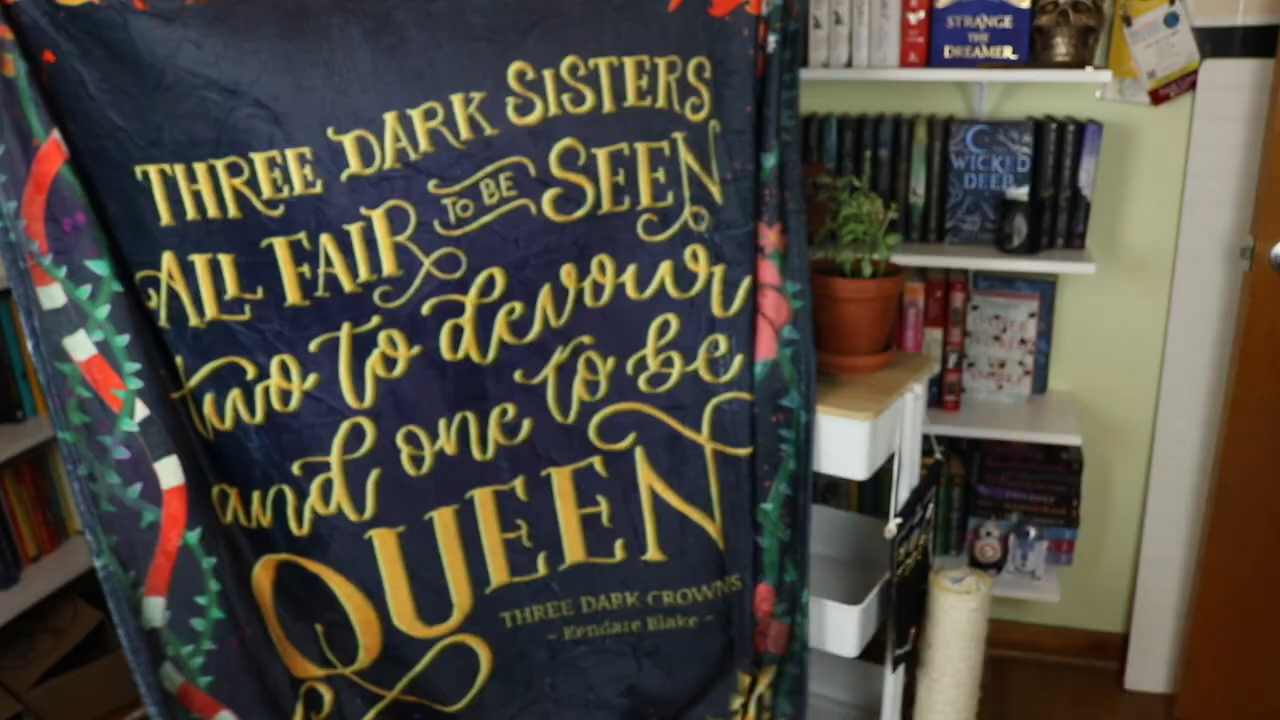 THREE DARK SISTERS
ALL FAIR TO BE SEEN
two to devour
and one to be
QUEEN
THREE DARK CROWNS
~ Kendare Blake ~
STRANGE
THE
DREAMER
WICKED
DEEP